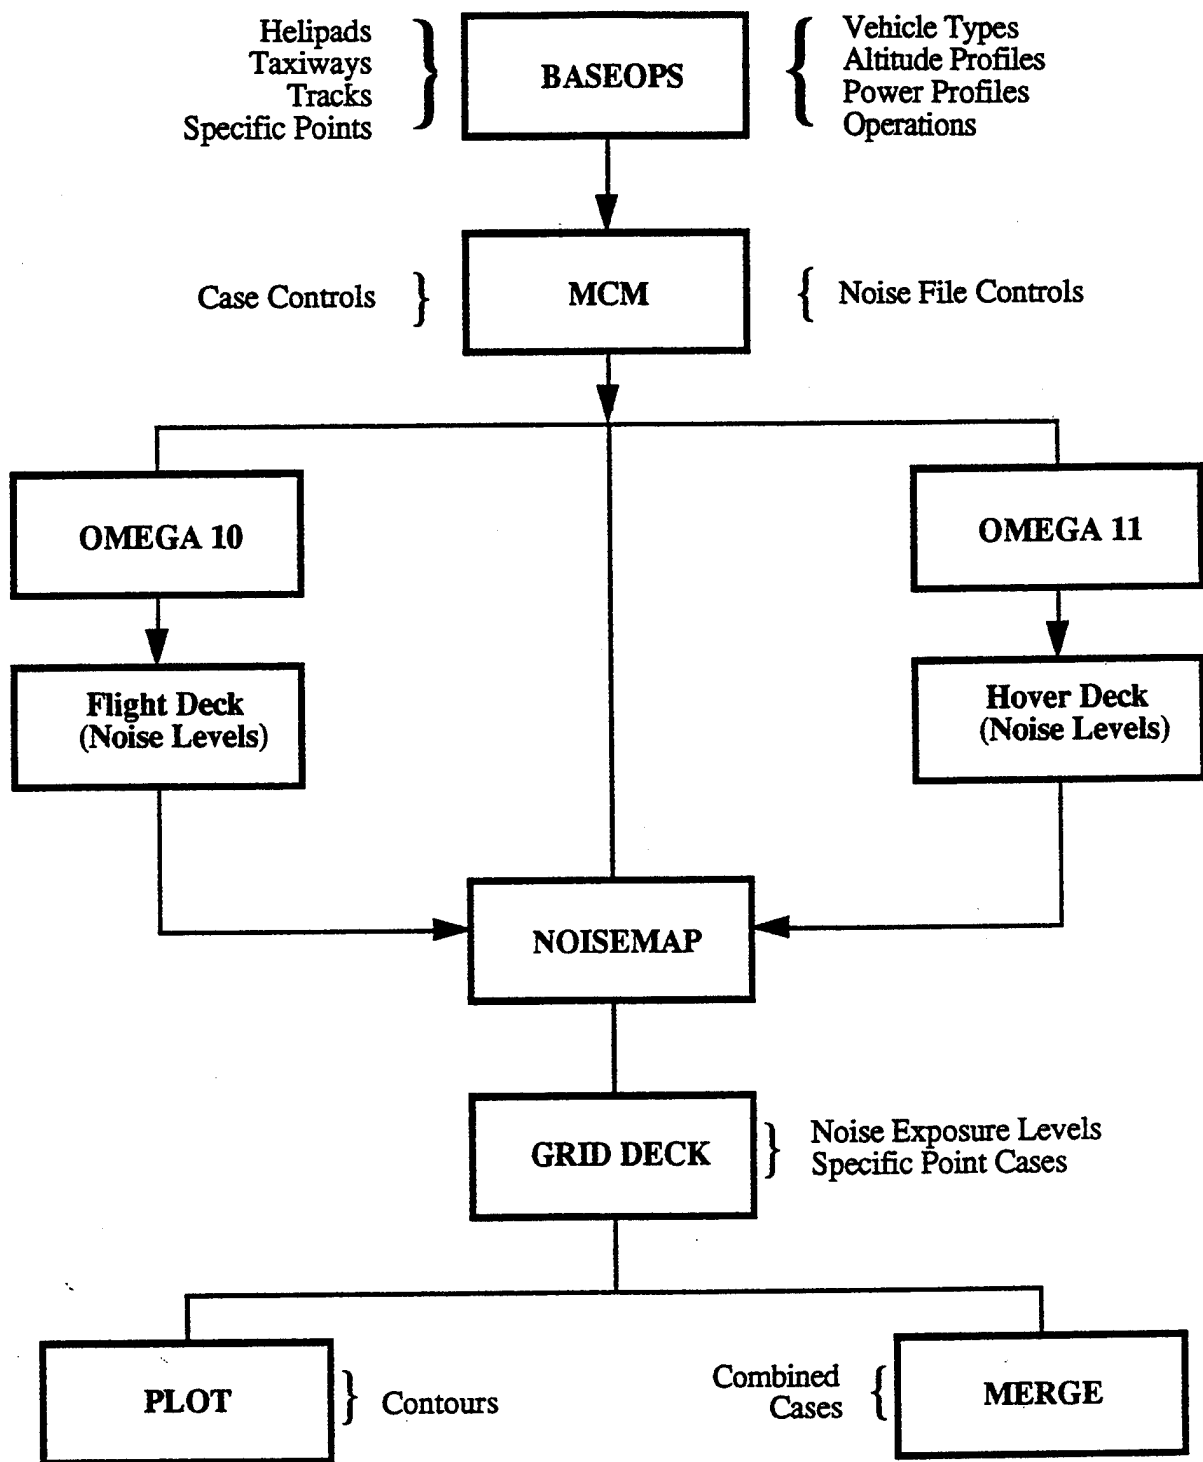 Helipads
Taxiways
Tracks
Specific Points
BASEOPS
Vehicle Types
Altitude Profiles
Power Profiles
Operations
Case Controls
MCM
Noise File Controls
OMEGA 10
OMEGA 11
Flight Deck
(Noise Levels)
Hover Deck
(Noise Levels)
NOISEMAP
GRID DECK
Noise Exposure Levels
Specific Point Cases
PLOT
Contours
Combined
Cases
MERGE